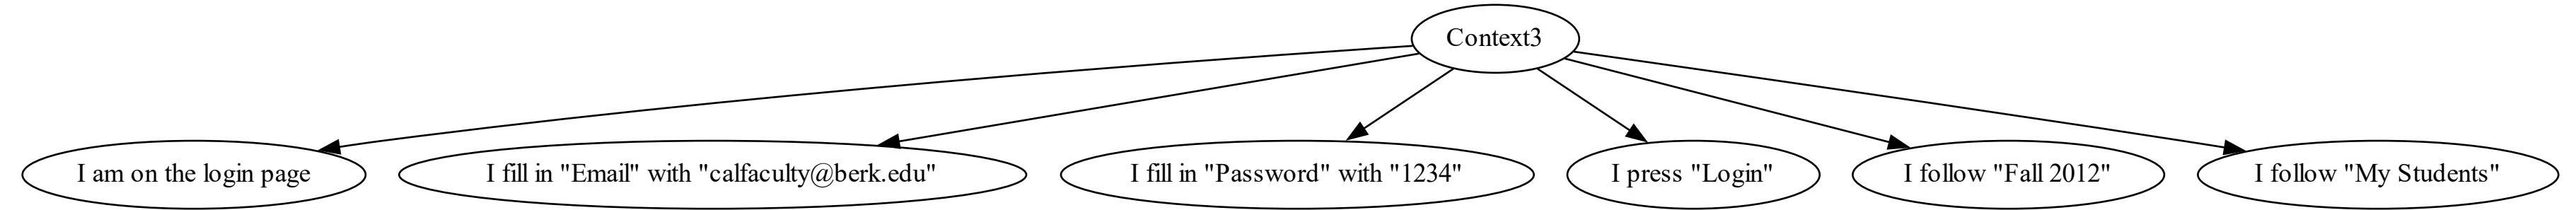 Context3
I am on the login page
I fill in "Email" with "calfaculty@berk.edu"
I fill in "Password" with "1234"
I press "Login"
I follow "Fall 2012"
I follow "My Students"